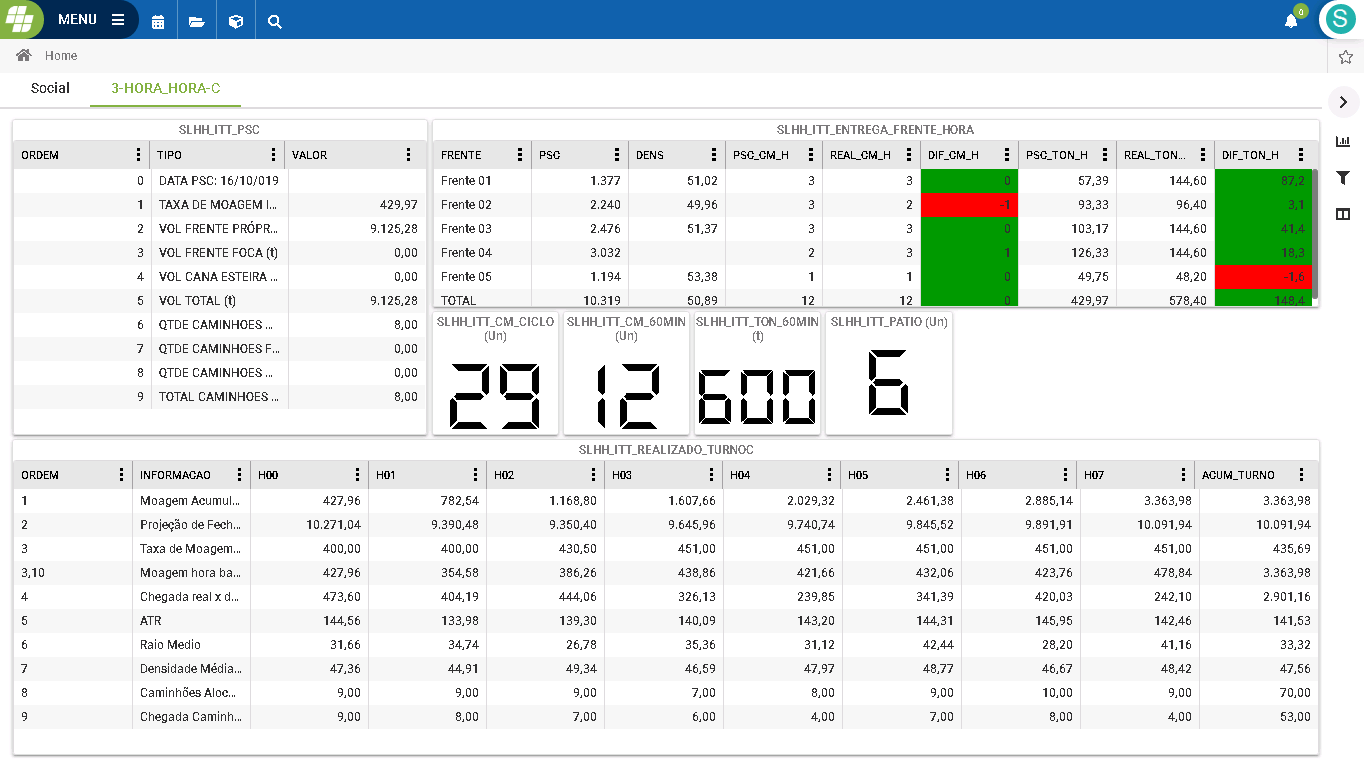 MENU
0
S
Home
Social 3-HORA_HORA-C
SLHH_ITT_PSC
ORDEM TIPO VALOR
0 DATA PSC: 16/10/019
1 TAXA DE MOAGEM I... 429,97
2 VOL FRENTE PRÓPR... 9.125,28
3 VOL FRENTE FOCA (t) 0,00
4 VOL CANA ESTEIRA ... 0,00
5 VOL TOTAL (t) 9.125,28
6 QTDE CAMINHOES ... 8,00
7 QTDE CAMINHOES F... 0,00
8 QTDE CAMINHOES ... 0,00
9 TOTAL CAMINHOES ... 8,00
SLHH_ITT_ENTREGA_FRENTE_HORA
FRENTE PSC DENS PSC_CM_H REAL_CM_H DIF_CM_H PSC_TON_H REAL_TON... DIF_TON_H
Frente 01 1.377 51,02 3 3 0 57,39 144,60 87,2
Frente 02 2.240 49,96 3 2 -1 93,33 96,40 3,1
Frente 03 2.476 51,37 3 3 0 103,17 144,60 41,4
Frente 04 3.032 2 3 1 126,33 144,60 18,3
Frente 05 1.194 53,38 1 1 0 49,75 48,20 -1,6
TOTAL 10.319 50,89 12 12 0 429,97 578,40 148,4
SLHH_ITT_CM_CICLO
(Un)
29
SLHH_ITT_CM_60MIN
(Un)
12
SLHH_ITT_TON_60MIN
(t)
600
SLHH_ITT_PATIO (Un)
6
SLHH_ITT_REALIZADO_TURNOC
ORDEM INFORMACAO H00 H01 H02 H03 H04 H05 H06 H07 ACUM_TURNO
1 Moagem Acumul... 427,96 782,54 1.168,80 1.607,66 2.029,32 2.461,38 2.885,14 3.363,98 3.363,98
2 Projeção de Fech... 10.271,04 9.390,48 9.350,40 9.645,96 9.740,74 9.845,52 9.891,91 10.091,94 10.091,94
3 Taxa de Moagem... 400,00 400,00 430,50 451,00 451,00 451,00 451,00 451,00 435,69
3,10 Moagem hora ba... 427,96 354,58 386,26 438,86 421,66 432,06 423,76 478,84 3.363,98
4 Chegada real x d... 473,60 404,19 444,06 326,13 239,85 341,39 420,03 242,10 2.901,16
5 ATR 144,56 133,98 139,30 140,09 143,20 144,31 145,95 142,46 141,53
6 Raio Medio 31,66 34,74 26,78 35,36 31,12 42,44 28,20 41,16 33,32
7 Densidade Média... 47,36 44,91 49,34 46,59 47,97 48,77 46,67 48,42 47,56
8 Caminhões Aloc... 9,00 9,00 9,00 7,00 8,00 9,00 10,00 9,00 70,00
9 Chegada Caminh... 9,00 8,00 7,00 6,00 4,00 7,00 8,00 4,00 53,00